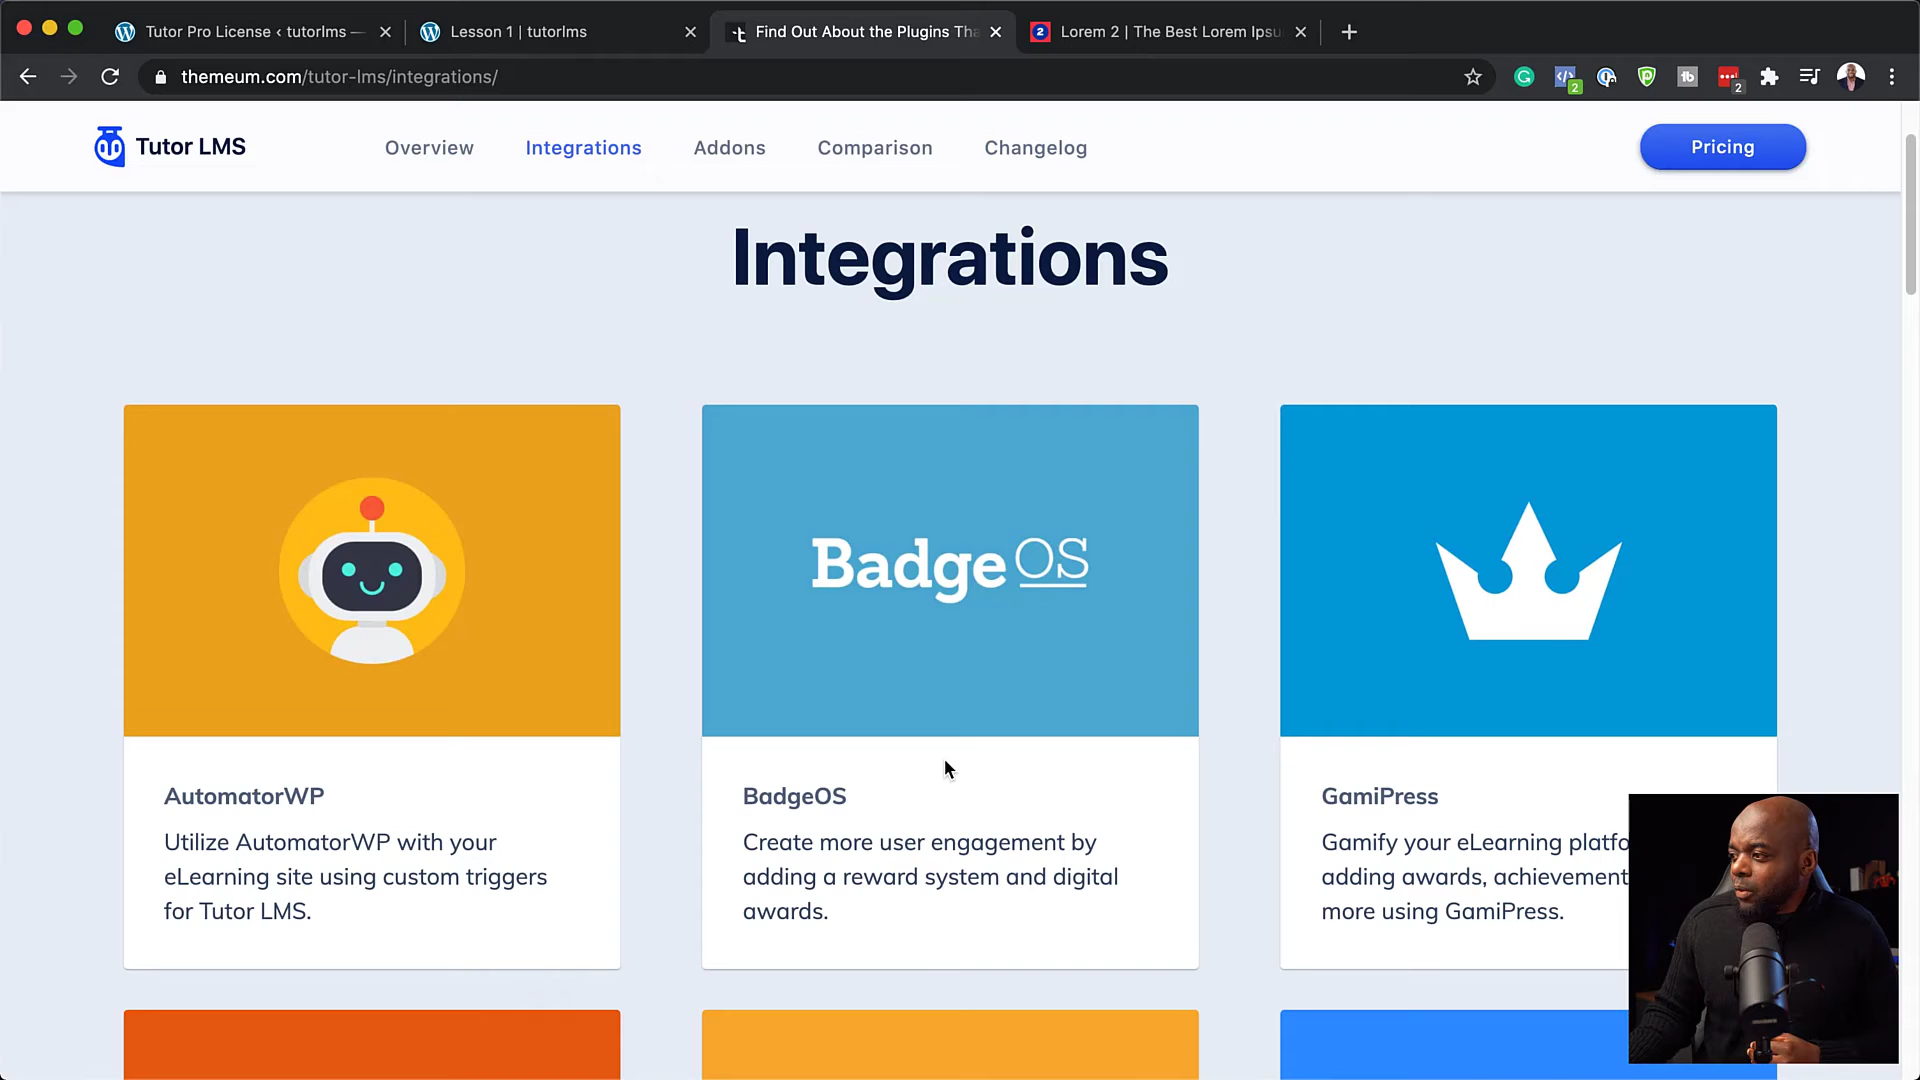 Tutor Pro License ‹ tutorlms —
Lesson 1 | tutorlms
Find Out About the Plugins Tha
Lorem 2 | The Best Lorem Ipsu
themeum.com/tutor-lms/integrations/
2
2
Tutor LMS
Overview
Integrations
Addons
Comparison
Changelog
Pricing
Integrations
BadgeOS
AutomatorWP
Utilize AutomatorWP with your
eLearning site using custom triggers
for Tutor LMS.
BadgeOS
Create more user engagement by
adding a reward system and digital
awards.
GamiPress
Gamify your eLearning platfo
adding awards, achievement
more using GamiPress.